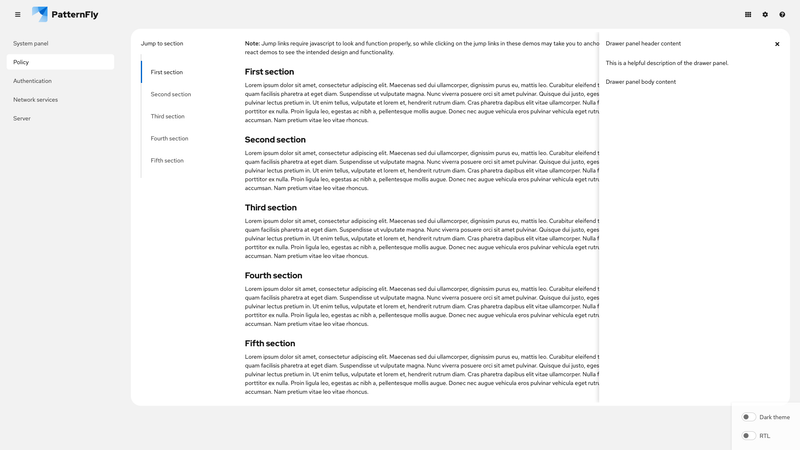 PatternFly
System panel
Policy
Authentication
Network services
Server
Jump to section
First section
Second section
Third section
Fourth section
Fifth section
Note: Jump links require javascript to look and function properly, so while clicking on the jump links in these demos may take you to ancho
react demos to see the intended design and functionality.
First section
Lorem ipsum dolor sit amet, consectetur adipiscing elit. Maecenas sed dui ullamcorper, dignissim purus eu, mattis leo. Curabitur eleifend t
quam facilisis pharetra at eget diam. Suspendisse ut vulputate magna. Nunc viverra posuere orci sit amet pulvinar. Quisque dui justo, eges
pulvinar lectus pretium in. Ut enim tellus, vulputate et lorem et, hendrerit rutrum diam. Cras pharetra dapibus elit vitae ullamcorper. Nulla f
porttitor ex nulla. Proin ligula leo, egestas ac nibh a, pellentesque mollis augue. Donec nec augue vehicula eros pulvinar vehicula eget rutru
accumsan. Nam pretium vitae leo vitae rhoncus.
Second section
Lorem ipsum dolor sit amet, consectetur adipiscing elit. Maecenas sed dui ullamcorper, dignissim purus eu, mattis leo. Curabitur eleifend t
quam facilisis pharetra at eget diam. Suspendisse ut vulputate magna. Nunc viverra posuere orci sit amet pulvinar. Quisque dui justo, eges
pulvinar lectus pretium in. Ut enim tellus, vulputate et lorem et, hendrerit rutrum diam. Cras pharetra dapibus elit vitae ullamcorper. Nulla f
porttitor ex nulla. Proin ligula leo, egestas ac nibh a, pellentesque mollis augue. Donec nec augue vehicula eros pulvinar vehicula eget rutru
accumsan. Nam pretium vitae leo vitae rhoncus.
Third section
Lorem ipsum dolor sit amet, consectetur adipiscing elit. Maecenas sed dui ullamcorper, dignissim purus eu, mattis leo. Curabitur eleifend t
quam facilisis pharetra at eget diam. Suspendisse ut vulputate magna. Nunc viverra posuere orci sit amet pulvinar. Quisque dui justo, eges
pulvinar lectus pretium in. Ut enim tellus, vulputate et lorem et, hendrerit rutrum diam. Cras pharetra dapibus elit vitae ullamcorper. Nulla f
porttitor ex nulla. Proin ligula leo, egestas ac nibh a, pellentesque mollis augue. Donec nec augue vehicula eros pulvinar vehicula eget rutru
accumsan. Nam pretium vitae leo vitae rhoncus.
Fourth section
Lorem ipsum dolor sit amet, consectetur adipiscing elit. Maecenas sed dui ullamcorper, dignissim purus eu, mattis leo. Curabitur eleifend t
quam facilisis pharetra at eget diam. Suspendisse ut vulputate magna. Nunc viverra posuere orci sit amet pulvinar. Quisque dui justo, eges
pulvinar lectus pretium in. Ut enim tellus, vulputate et lorem et, hendrerit rutrum diam. Cras pharetra dapibus elit vitae ullamcorper. Nulla f
porttitor ex nulla. Proin ligula leo, egestas ac nibh a, pellentesque mollis augue. Donec nec augue vehicula eros pulvinar vehicula eget rutru
accumsan. Nam pretium vitae leo vitae rhoncus.
Fifth section
Lorem ipsum dolor sit amet, consectetur adipiscing elit. Maecenas sed dui ullamcorper, dignissim purus eu, mattis leo. Curabitur eleifend t
quam facilisis pharetra at eget diam. Suspendisse ut vulputate magna. Nunc viverra posuere orci sit amet pulvinar. Quisque dui justo, eges
pulvinar lectus pretium in. Ut enim tellus, vulputate et lorem et, hendrerit rutrum diam. Cras pharetra dapibus elit vitae ullamcorper. Nulla f
porttitor ex nulla. Proin ligula leo, egestas ac nibh a, pellentesque mollis augue. Donec nec augue vehicula eros pulvinar vehicula eget rutru
accumsan. Nam pretium vitae leo vitae rhoncus.
Drawer panel header content
This is a helpful description of the drawer panel.
Drawer panel body content
Dark theme
RTL